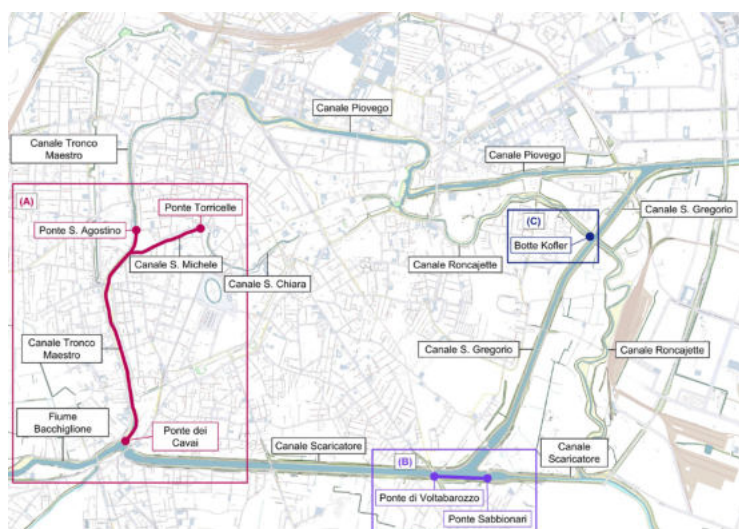 Canale Piovego
Canale Tronco
Maestro
Canale Piovego
(A)
Ponte Torricelle
Canale S. Gregorio
(C)
Ponte S. Agostino
Botte Kofler
Canale S. Michele
Canale Roncajette
Canale S. Chiara
Canale Tronco
Maestro
Canale S. Gregorio
Canale Roncajette
Fiume
Bacchiglione
Ponte dei
Cavai
Canale Scaricatore
Canale
Scaricatore
(B)
Ponte di Voltabarozzo
Ponte Sabbionari